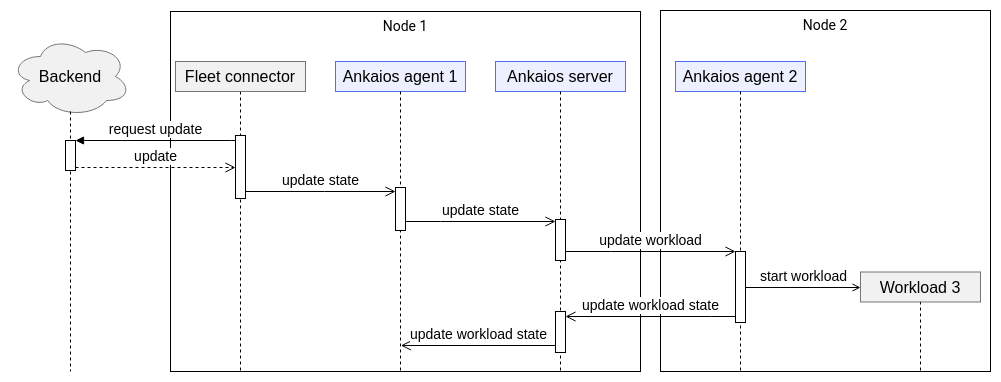 Node 1
Node 2
Backend
Fleet connector
Ankaios agent 1
Ankaios server
Ankaios agent 2
request update
update
update state
update state
update workload
start workload
Workload 3
update workload state
update workload state